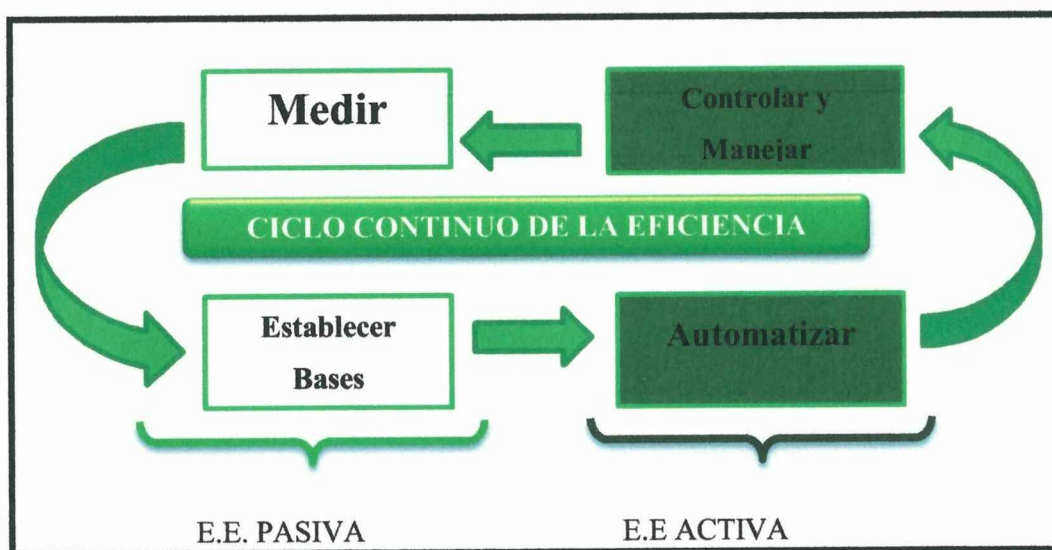 Medir
Controlar y
Manejar
CICLO CONTINUO DE LA EFICIENCIA
Establecer
Bases
Automatizar
E.E. PASIVA
E.E ACTIVA